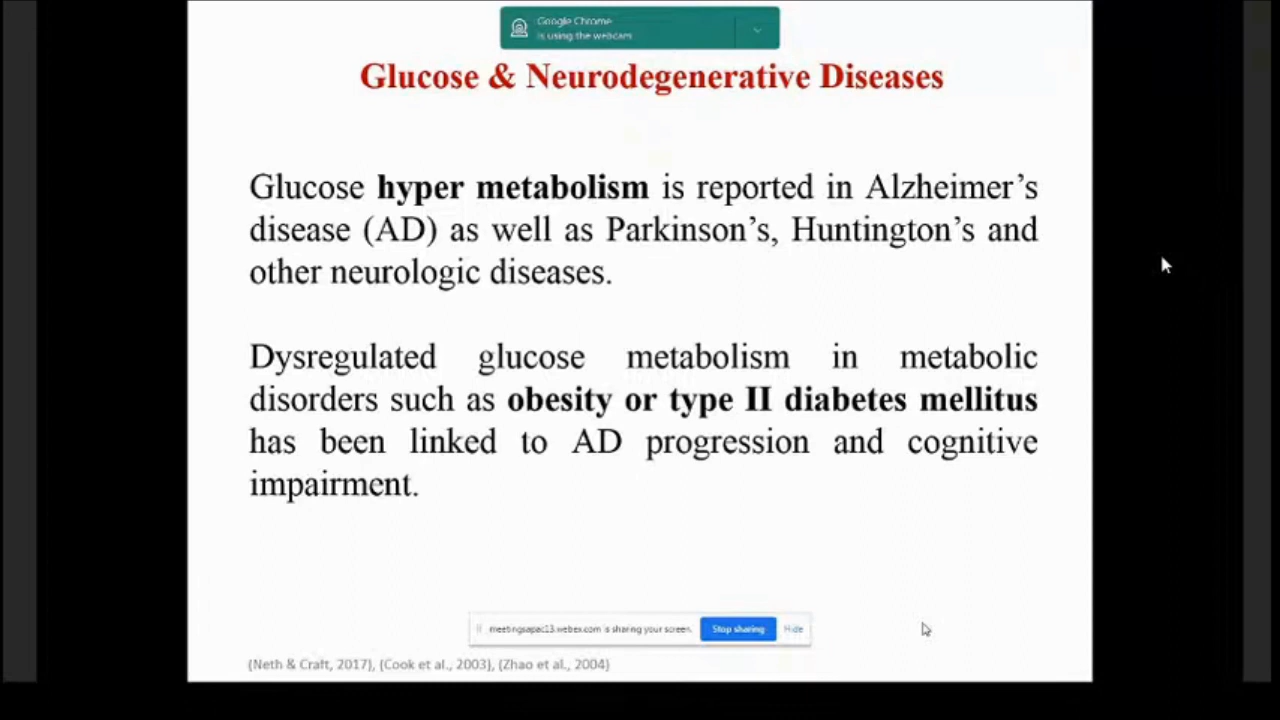 Google Chrome
is using the webcam
Glucose & Neurodegenerative Diseases
Glucose hyper metabolism is reported in Alzheimer’s
disease (AD) as well as Parkinson’s, Huntington’s and
other neurologic diseases.
Dysregulated glucose metabolism in metabolic
disorders such as obesity or type II diabetes mellitus
has been linked to AD progression and cognitive
impairment.
meetingsapac13.webex.com is sharing your screen. Stop sharing Hide
(Neth & Craft, 2017), (Cook et al., 2003), (Zhao et al., 2004)